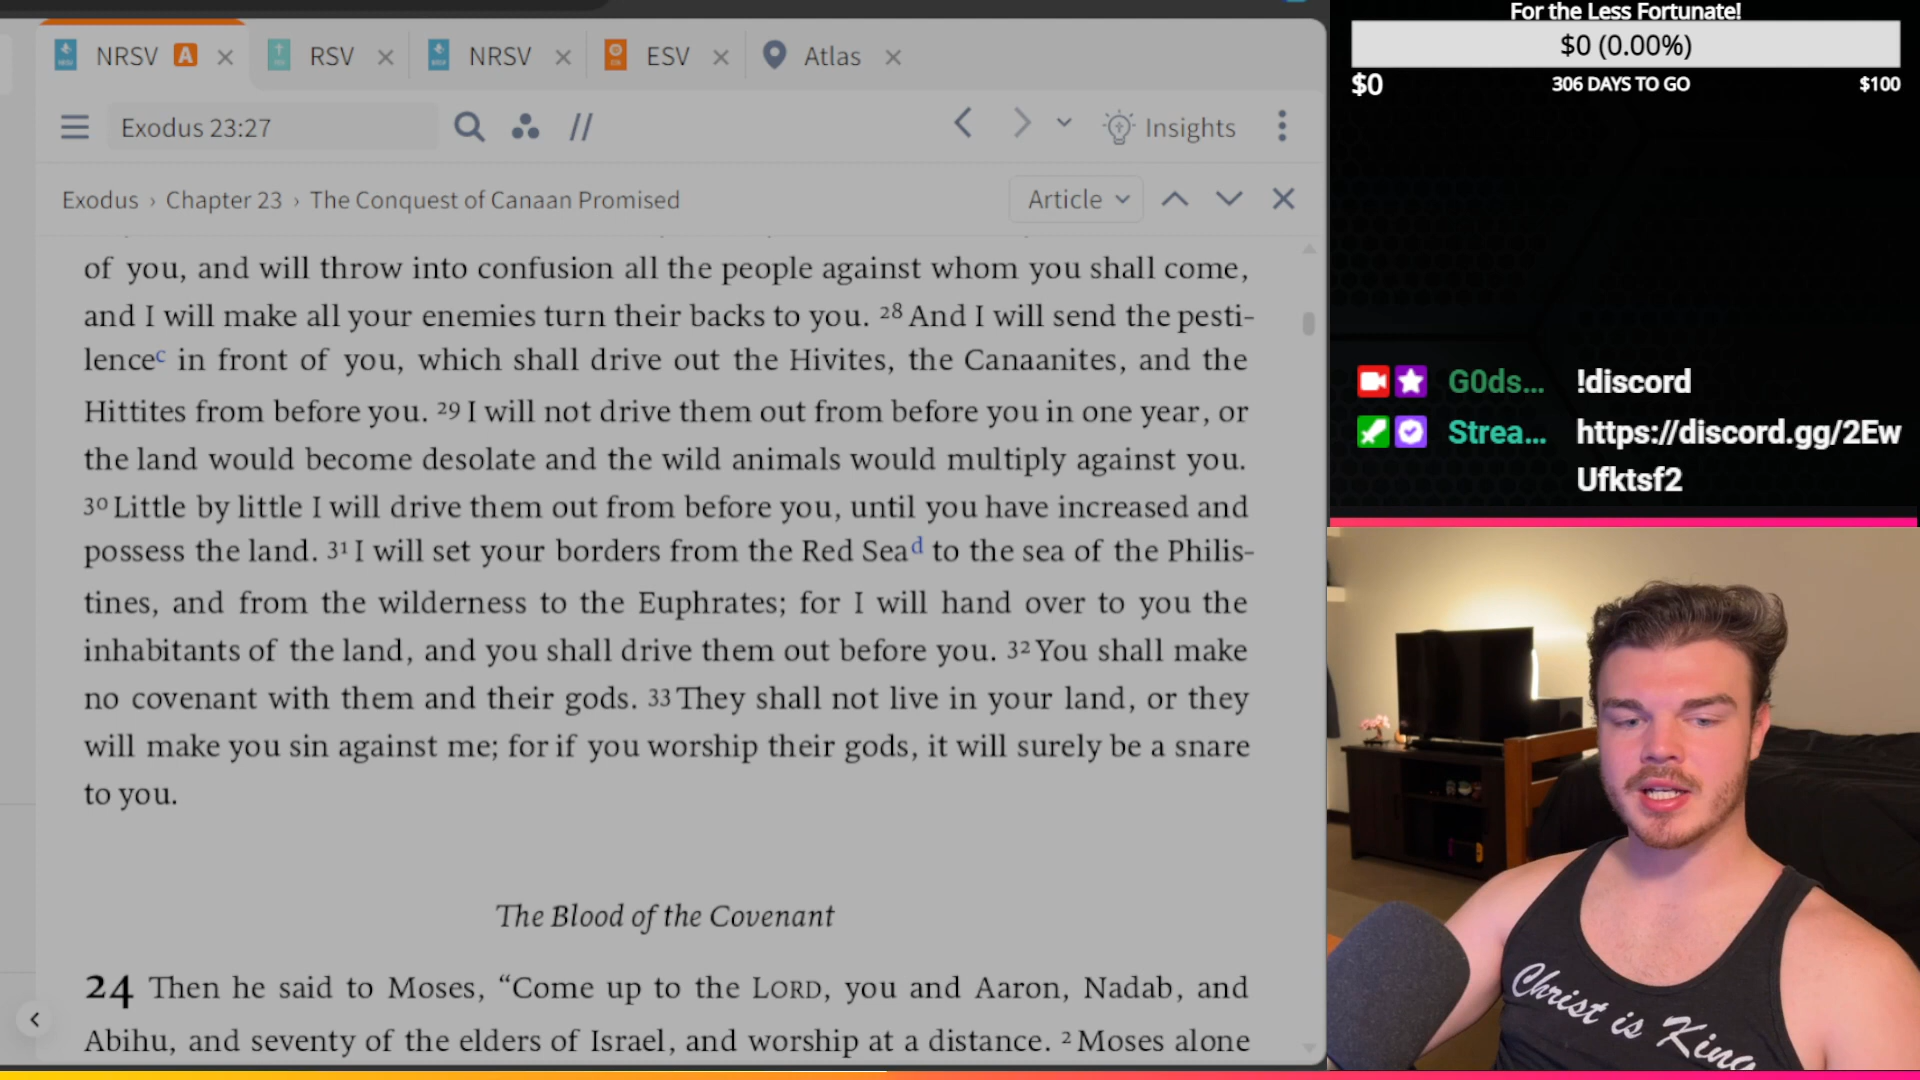 NRSV A
RSV
NRSV
ESV
Atlas
Exodus 23:27
Insights
Exodus › Chapter 23 › The Conquest of Canaan Promised
Article
of you, and will throw into confusion all the people against whom you shall come,
and I will make all your enemies turn their backs to you. 28 And I will send the pesti-
lencec in front of you, which shall drive out the Hivites, the Canaanites, and the
Hittites from before you. 29 I will not drive them out from before you in one year, or
the land would become desolate and the wild animals would multiply against you.
30 Little by little I will drive them out from before you, until you have increased and
possess the land. 31 I will set your borders from the Red Sead to the sea of the Philis-
tines, and from the wilderness to the Euphrates; for I will hand over to you the
inhabitants of the land, and you shall drive them out before you. 32 You shall make
no covenant with them and their gods. 33 They shall not live in your land, or they
will make you sin against me; for if you worship their gods, it will surely be a snare
to you.
The Blood of the Covenant
24 Then he said to Moses, “Come up to the LORD, you and Aaron, Nadab, and
Abihu, and seventy of the elders of Israel, and worship at a distance. 2 Moses alone
For the Less Fortunate!
$0 (0.00%)
$0 306 DAYS TO GO $100
G0ds... !discord
Strea... https://discord.gg/2Ew
Ufktsf2
Christ is King